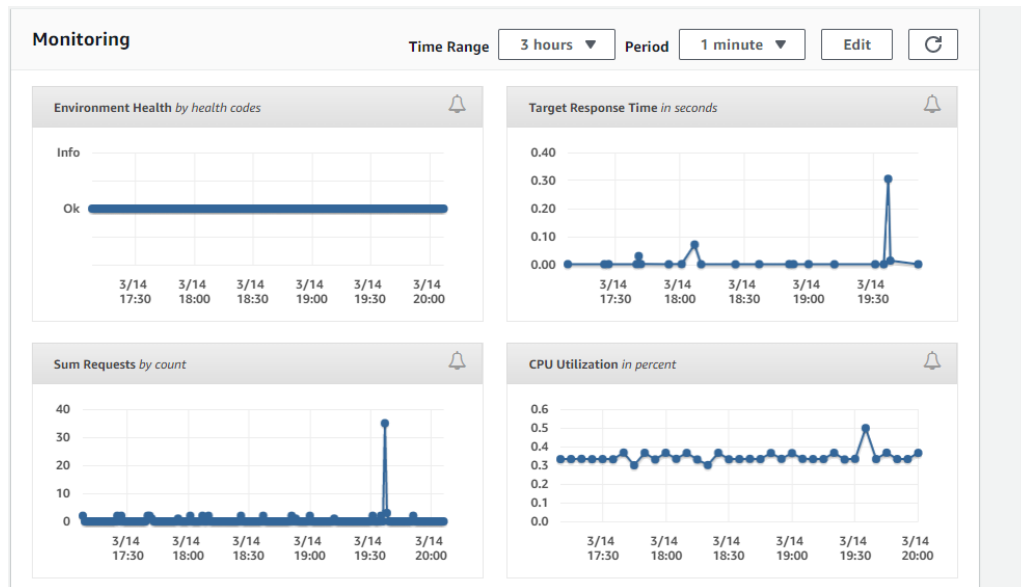 Monitoring
Time Range 3 hours ▼ Period 1 minute ▼ Edit
Environment Health by health codes
Info
Ok
3/14 3/14 3/14 3/14 3/14 3/14
17:30 18:00 18:30 19:00 19:30 20:00
Target Response Time in seconds
0.40
0.30
0.20
0.10
0.00
3/14 3/14 3/14 3/14 3/14
17:30 18:00 18:30 19:00 19:30
Sum Requests by count
40
30
20
10
0
3/14 3/14 3/14 3/14 3/14 3/14
17:30 18:00 18:30 19:00 19:30 20:00
CPU Utilization in percent
0.6
0.5
0.4
0.3
0.2
0.1
0.0
3/14 3/14 3/14 3/14 3/14 3/14
17:30 18:00 18:30 19:00 19:30 20:00